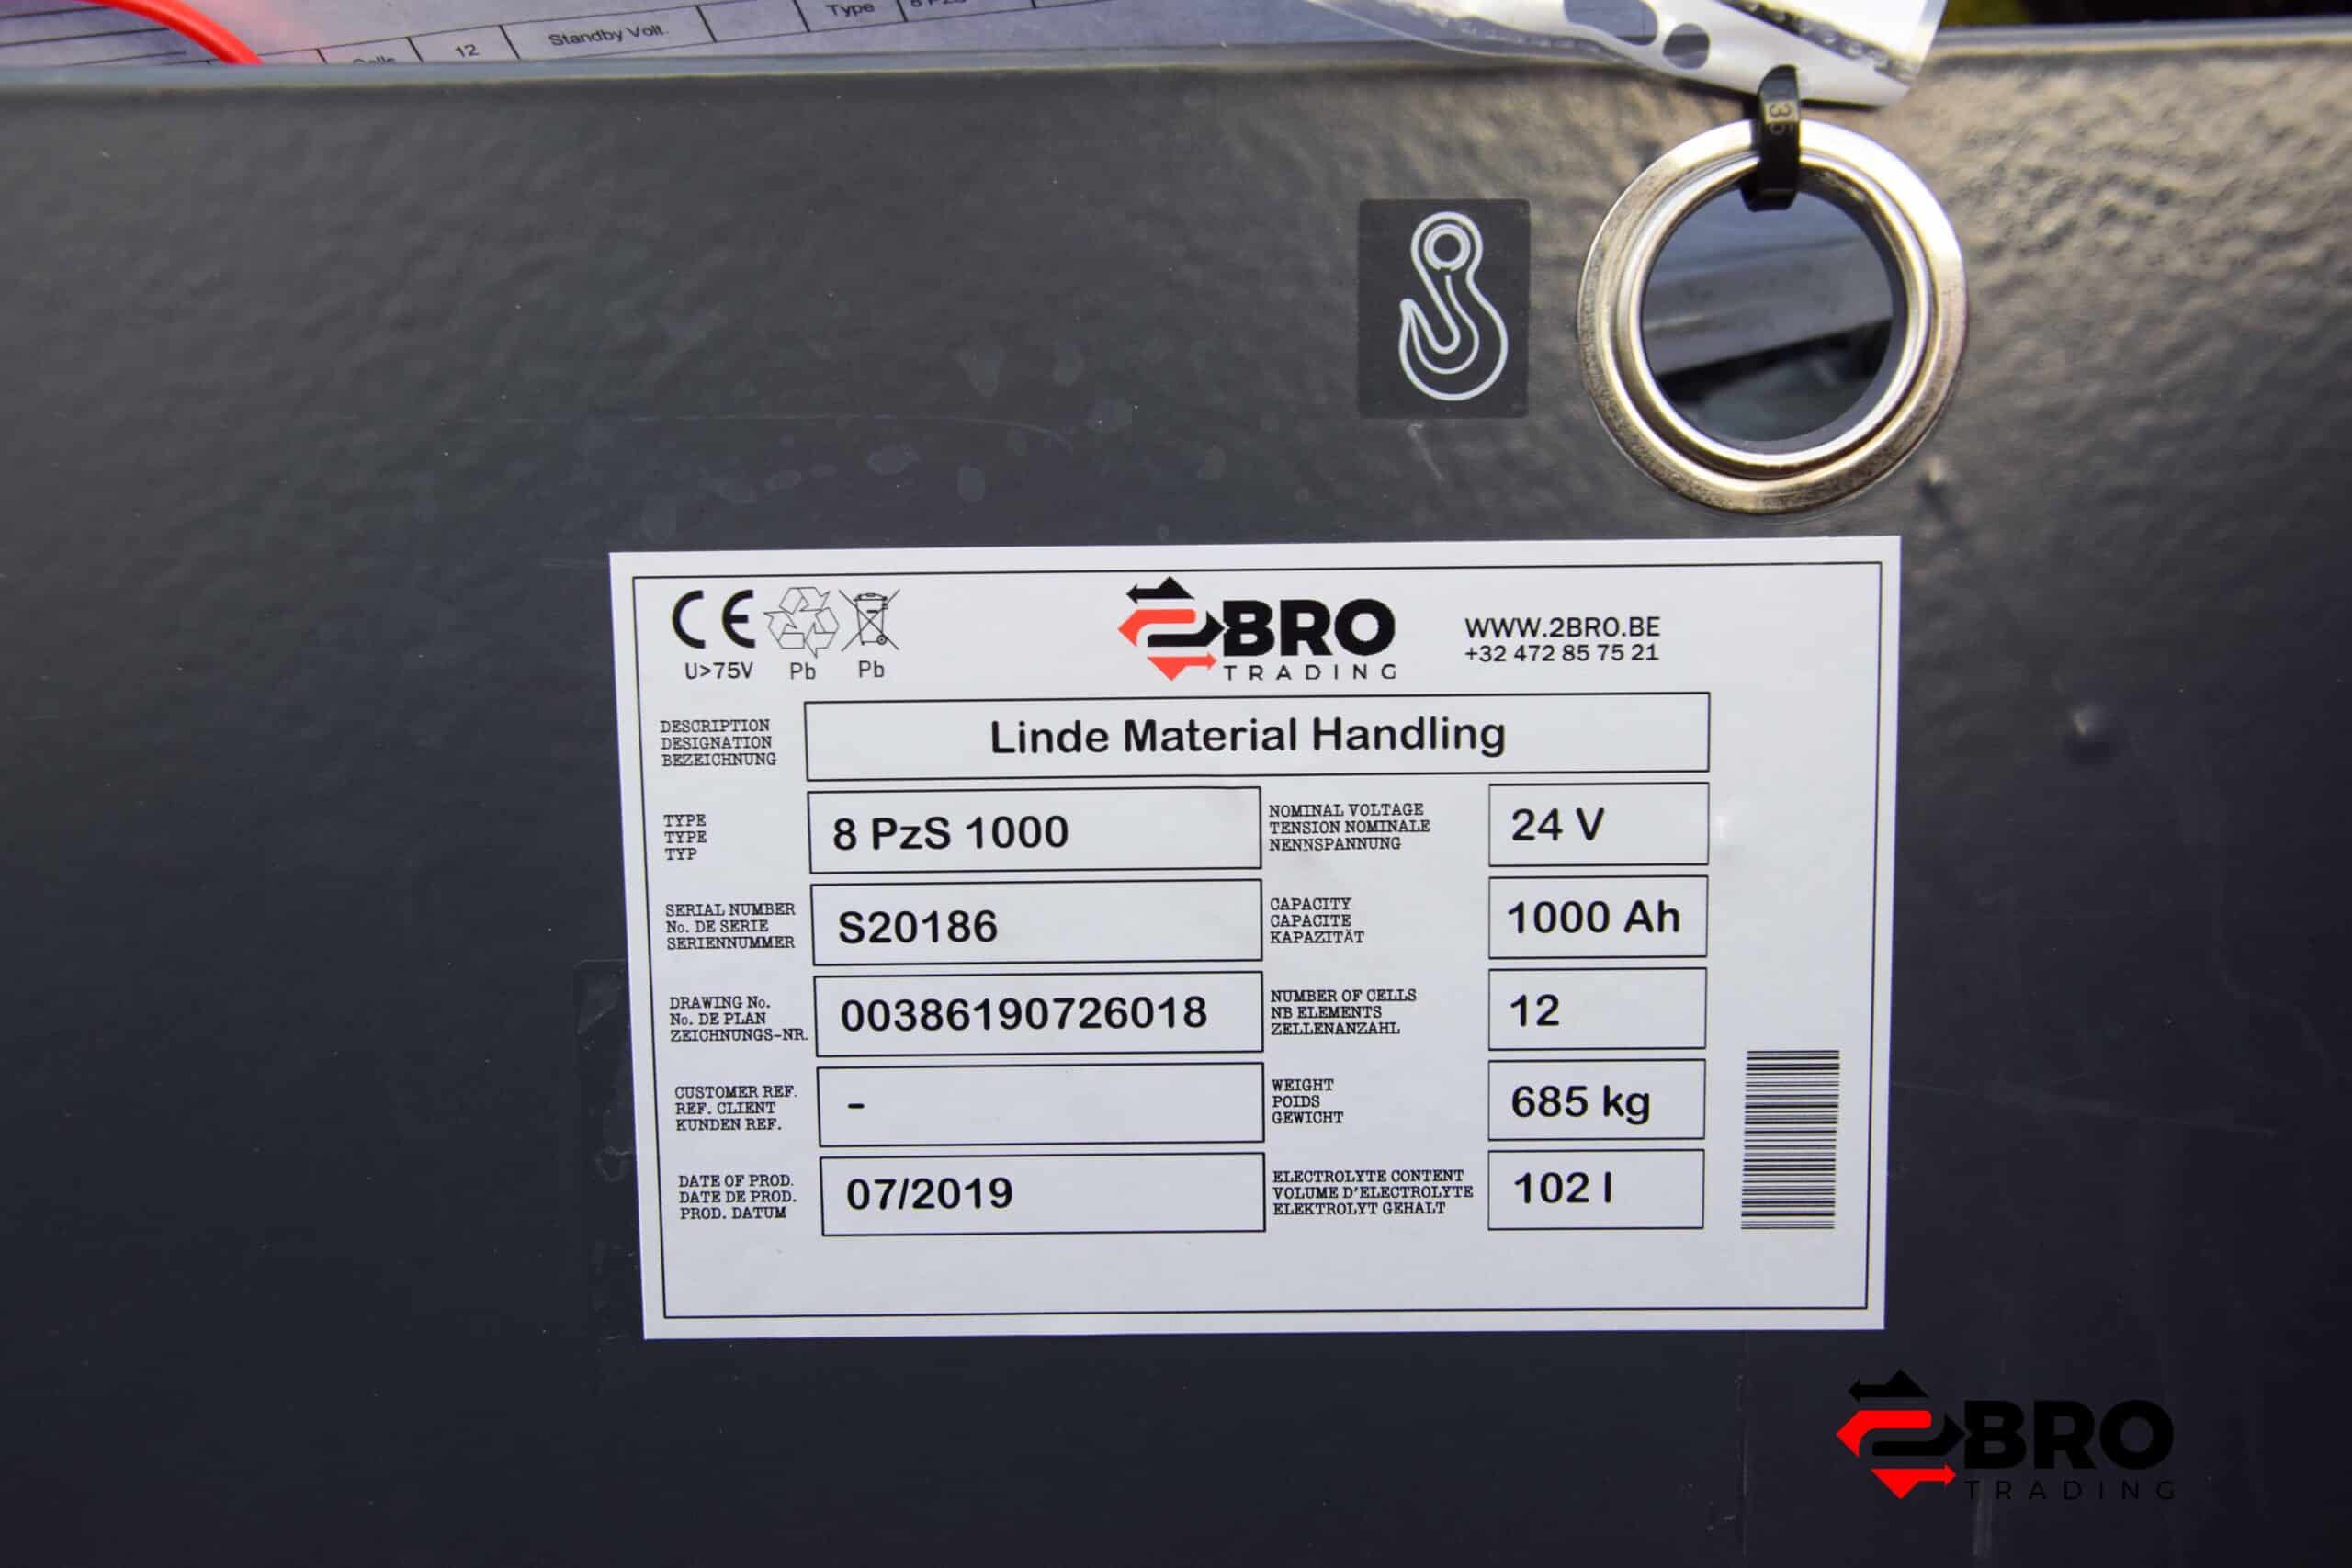 12 Standby Volt. Type
35
CE
U>75V Pb Pb
2BRO
TRADING
WWW.2BRO.BE
+32 472 85 75 21
DESCRIPTION
DESIGNATION
BEZEICHNUNG
Linde Material Handling
TYPE
TYPE
TYP
8 PzS 1000
NOMINAL VOLTAGE
TENSION NOMINALE
NENNSPANNUNG
24 V
SERIAL NUMBER
No. DE SERIE
SERIENNUMMER
S20186
CAPACITY
CAPACITE
KAPAZITÄT
1000 Ah
DRAWING No.
No. DE PLAN
ZEICHNUNGS-NR.
00386190726018
NUMBER OF CELLS
NB ELEMENTS
ZELLENANZAHL
12
CUSTOMER REF.
REF. CLIENT
KUNDEN REF.
-
WEIGHT
POIDS
GEWICHT
685 kg
DATE OF PROD.
DATE DE PROD.
PROD. DATUM
07/2019
ELECTROLYTE CONTENT
VOLUME D'ELECTROLYTE
ELEKTROLYT GEHALT
102 l
2BRO
TRADING